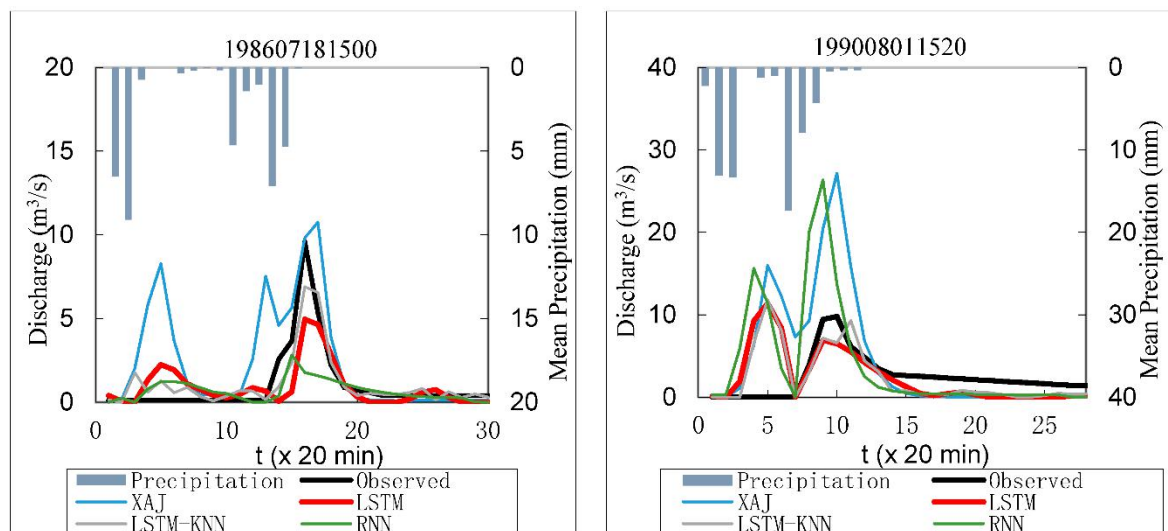 198607181500
20
15
10
5
0
0
5
10
15
20
0
10
20
30
Discharge (m³/s)
Mean Precipitation (mm)
t (x 20 min)
Precipitation
Observed
XAJ
LSTM
LSTM-KNN
RNN
199008011520
40
30
20
10
0
0
10
20
30
40
0
5
10
15
20
25
Discharge (m³/s)
Mean Precipitation (mm)
t (x 20 min)
Precipitation
Observed
XAJ
LSTM
LSTM-KNN
RNN